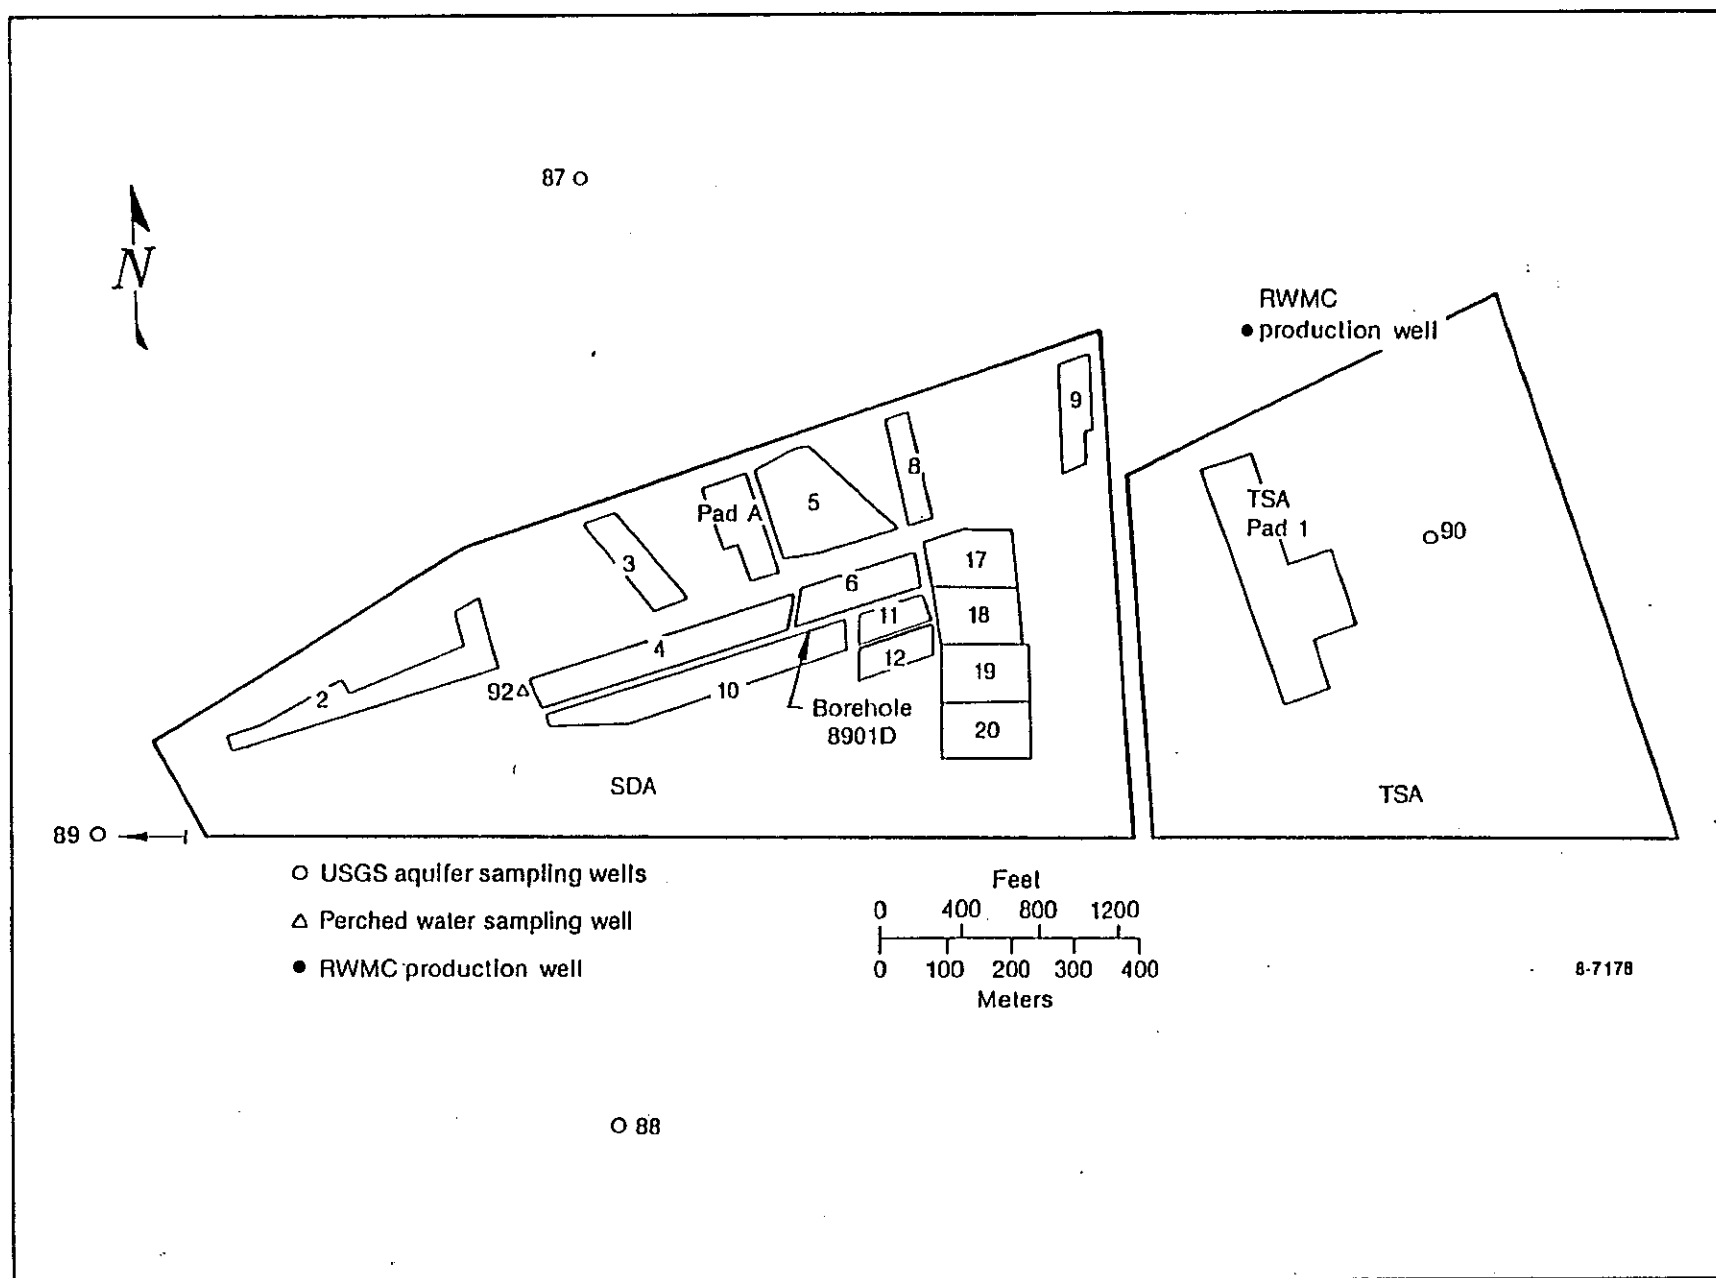 87
N
RWMC
production well
9
8
5
Pad A
TSA
Pad 1
90
3
17
6
11
18
4
12
19
92
10
2
Borehole
8901D
20
SDA
TSA
89
USGS aquifer sampling wells
Perched water sampling well
RWMC production well
Feet
0 400 800 1200
0 100 200 300 400
Meters
8-7178
88